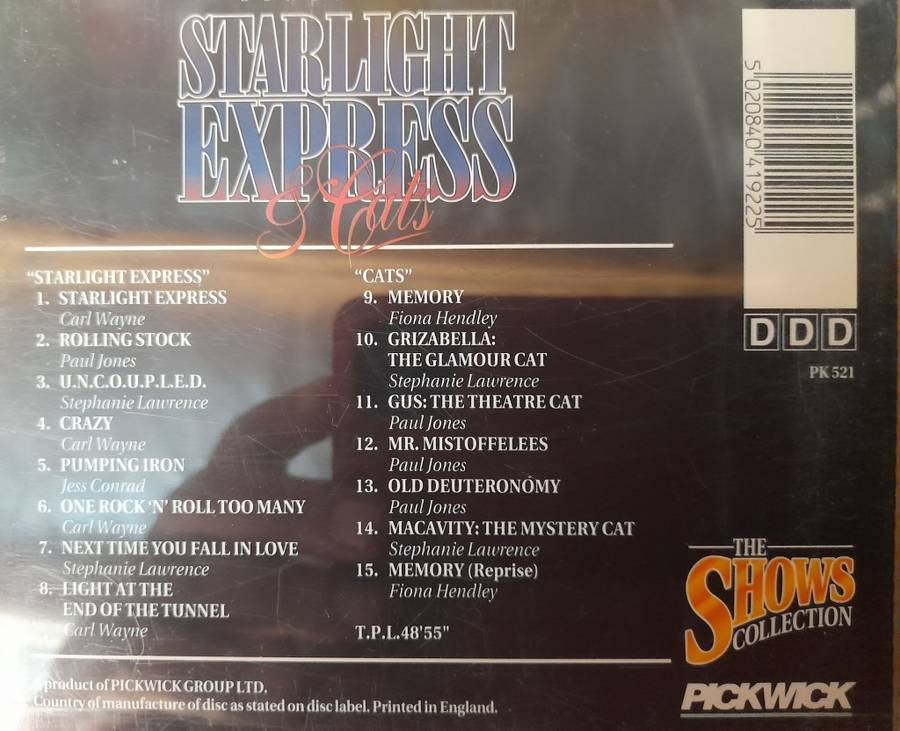 STARLIGHT
EXPRESS
& Cats
"STARLIGHT EXPRESS"
1. STARLIGHT EXPRESS
Carl Wayne
2. ROLLING STOCK
Paul Jones
3. U.N.C.O.U.P.L.E.D.
Stephanie Lawrence
4. CRAZY
Carl Wayne
5. PUMPING IRON
Jess Conrad
6. ONE ROCK 'N' ROLL TOO MANY
Carl Wayne
7. NEXT TIME YOU FALL IN LOVE
Stephanie Lawrence
8. LIGHT AT THE
END OF THE TUNNEL
Carl Wayne
"CATS"
9. MEMORY
Fiona Hendley
10. GRIZABELLA:
THE GLAMOUR CAT
Stephanie Lawrence
11. GUS: THE THEATRE CAT
Paul Jones
12. MR. MISTOFFELEES
Paul Jones
13. OLD DEUTERONOMY
Paul Jones
14. MACAVITY: THE MYSTERY CAT
Stephanie Lawrence
15. MEMORY (Reprise)
Fiona Hendley
T.P.L.48'55"
5 020840 419225
DDD
PK 521
THE
SHOWS
COLLECTION
PICKWICK
A product of PICKWICK GROUP LTD.
Country of manufacture of disc as stated on disc label. Printed in England.